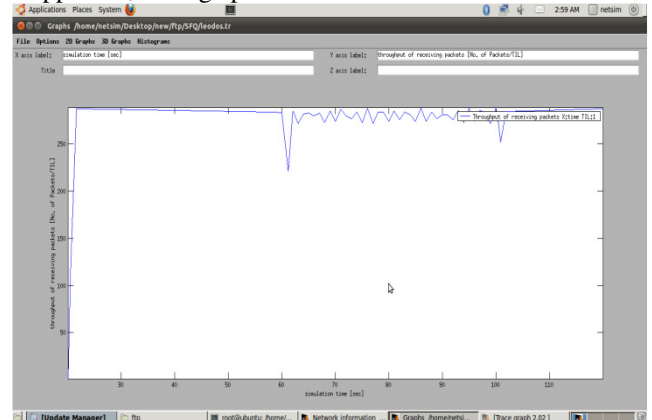 Applications Places System
2:59 AM
netsim
Graphs /home/netsim/Desktop/new/ftp/SFQ/leodos.tr
File Options 2D Graphs 3D Graphs Histograms
X axis label: simulation time [sec]
Y axis label: throughput of receiving packets [No. of Packets/TIL]
Title
Z axis label:
Throughput of receiving packets X:time TIL:1
250
200
150
100
50
throughput of receiving packets [No. of Packets/TIL]
30 40 50 60 70 80 90 100 110
simulation time [sec]
[Update Manager]
ftp
root@ubuntu: /home/...
Network information ...
Graphs /home/netsi...
[Trace graph 2.02 ]